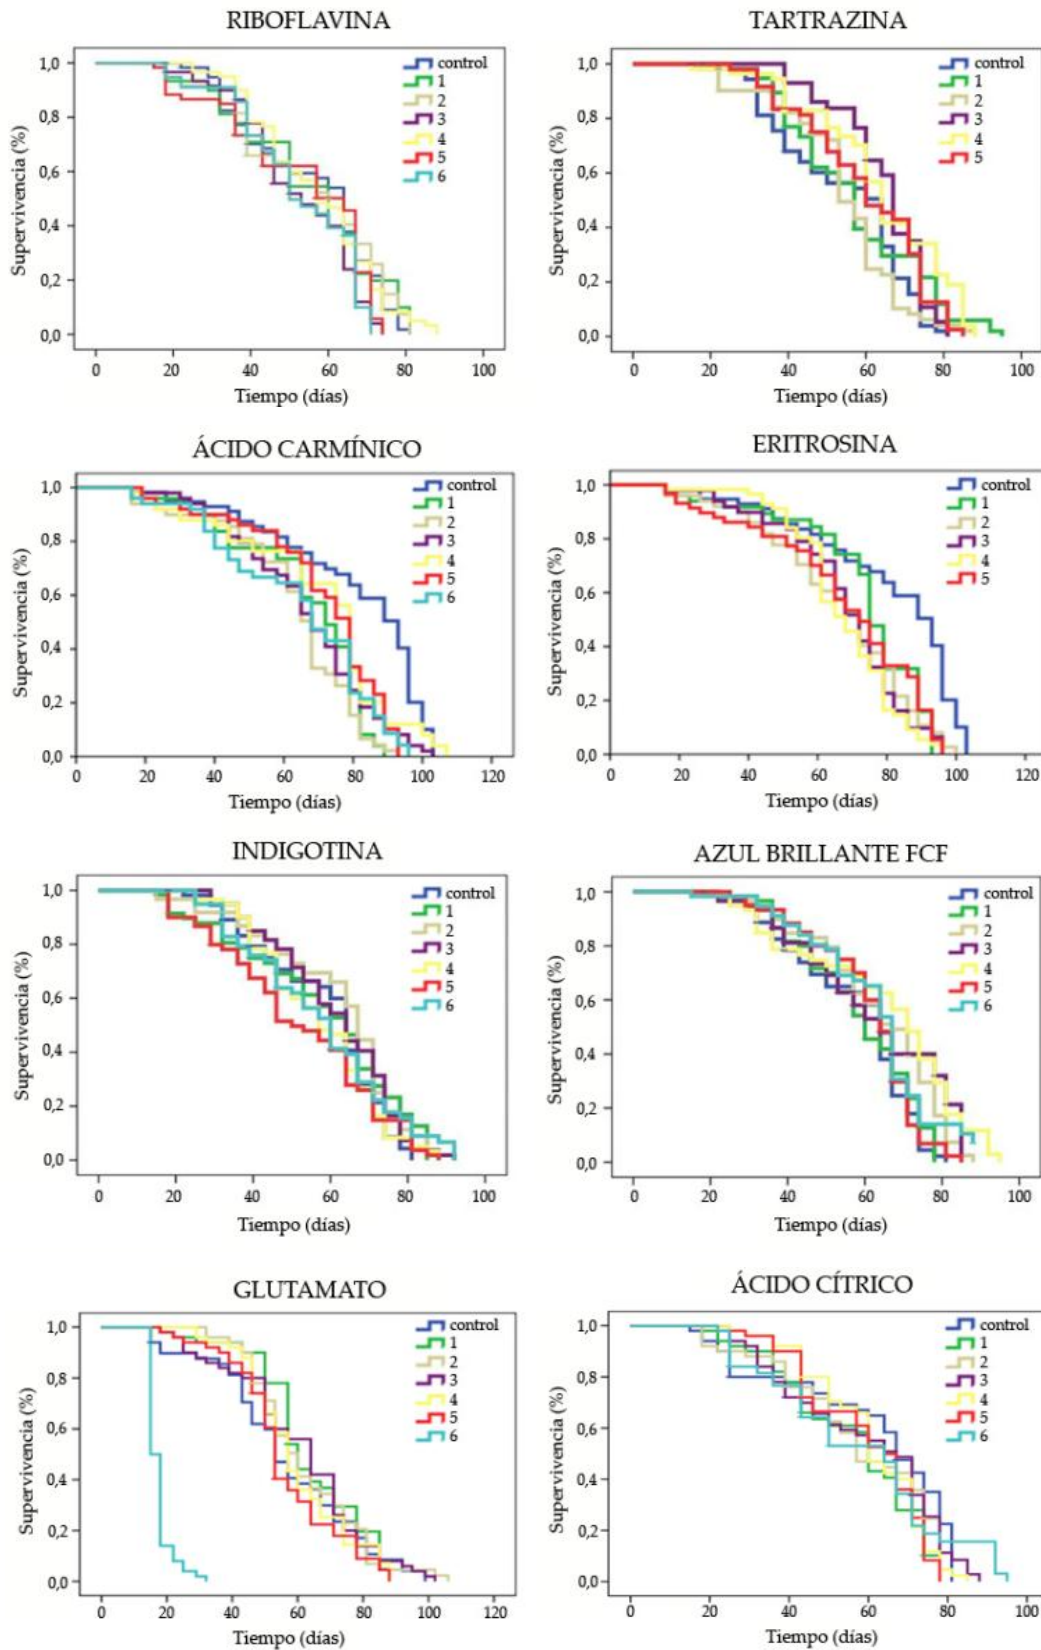 RIBOFLAVINA
1,0
0,8
0,6
0,4
0,2
0,0
Supervivencia (%)
control
1
2
3
4
5
6
0 20 40 60 80 100
Tiempo (días)
TARTRAZINA
1,0
0,8
0,6
0,4
0,2
0,0
Supervivencia (%)
control
1
2
3
4
5
0 20 40 60 80 100
Tiempo (días)
ÁCIDO CARMÍNICO
1,0
0,8
0,6
0,4
0,2
0,0
Supervivencia (%)
control
1
2
3
4
5
6
0 20 40 60 80 100 120
Tiempo (días)
ERITROSINA
1,0
0,8
0,6
0,4
0,2
0,0
Supervivencia (%)
control
1
2
3
4
5
0 20 40 60 80 100 120
Tiempo (días)
INDIGOTINA
1,0
0,8
0,6
0,4
0,2
0,0
Supervivencia (%)
control
1
2
3
4
5
6
0 20 40 60 80 100
Tiempo (días)
AZUL BRILLANTE FCF
1,0
0,8
0,6
0,4
0,2
0,0
Supervivencia (%)
control
1
2
3
4
5
6
0 20 40 60 80 100
Tiempo (días)
GLUTAMATO
1,0
0,8
0,6
0,4
0,2
0,0
Supervivencia (%)
control
1
2
3
4
5
6
0 20 40 60 80 100 120
Tiempo (días)
ÁCIDO CÍTRICO
1,0
0,8
0,6
0,4
0,2
0,0
Supervivencia (%)
control
1
2
3
4
5
6
0 20 40 60 80 100
Tiempo (días)